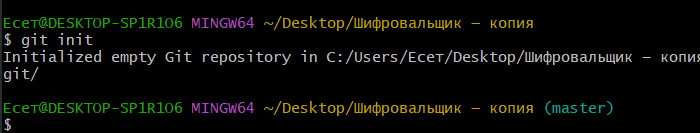 Есет@DESKTOP-SP1R1O6 MINGW64 ~/Desktop/Шифровальщик — копия
$ git init
Initialized empty Git repository in C:/Users/Есет/Desktop/Шифровальщик — копия
git/
Есет@DESKTOP-SP1R1O6 MINGW64 ~/Desktop/Шифровальщик — копия (master)
$